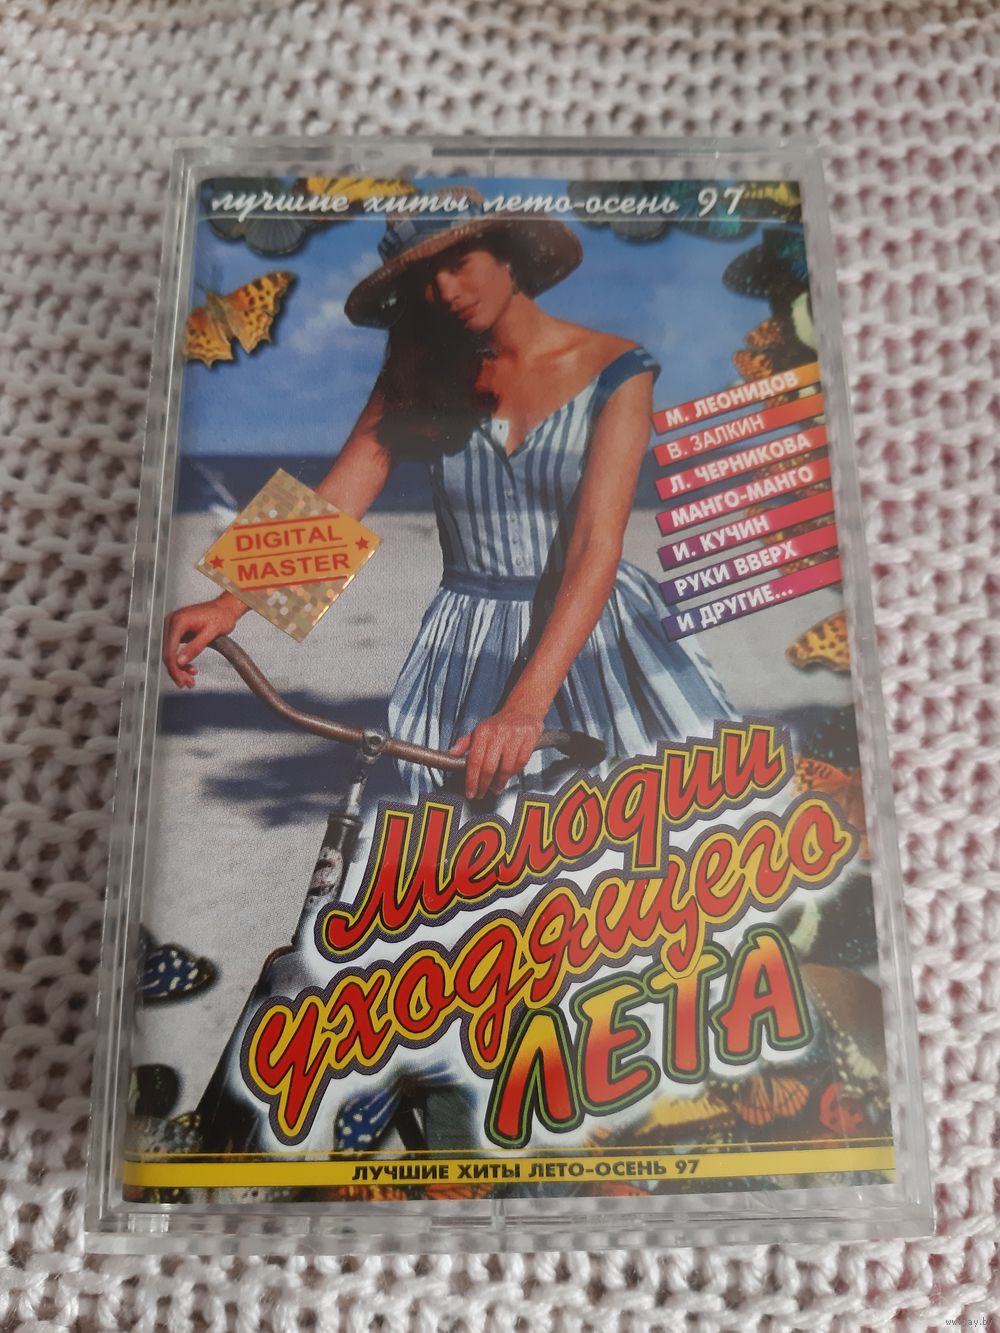 лучшие хиты лето-осень 97
М. ЛЕОНИДОВ
В. ЗАЛКИН
Л. ЧЕРНИКОВА
МАНГО-МАНГО
И. КУЧИН
РУКИ ВВЕРХ
И ДРУГИЕ...
DIGITAL
MASTER
Мелодии
уходящего
ЛЕТА
ЛУЧШИЕ ХИТЫ ЛЕТО-ОСЕНЬ 97